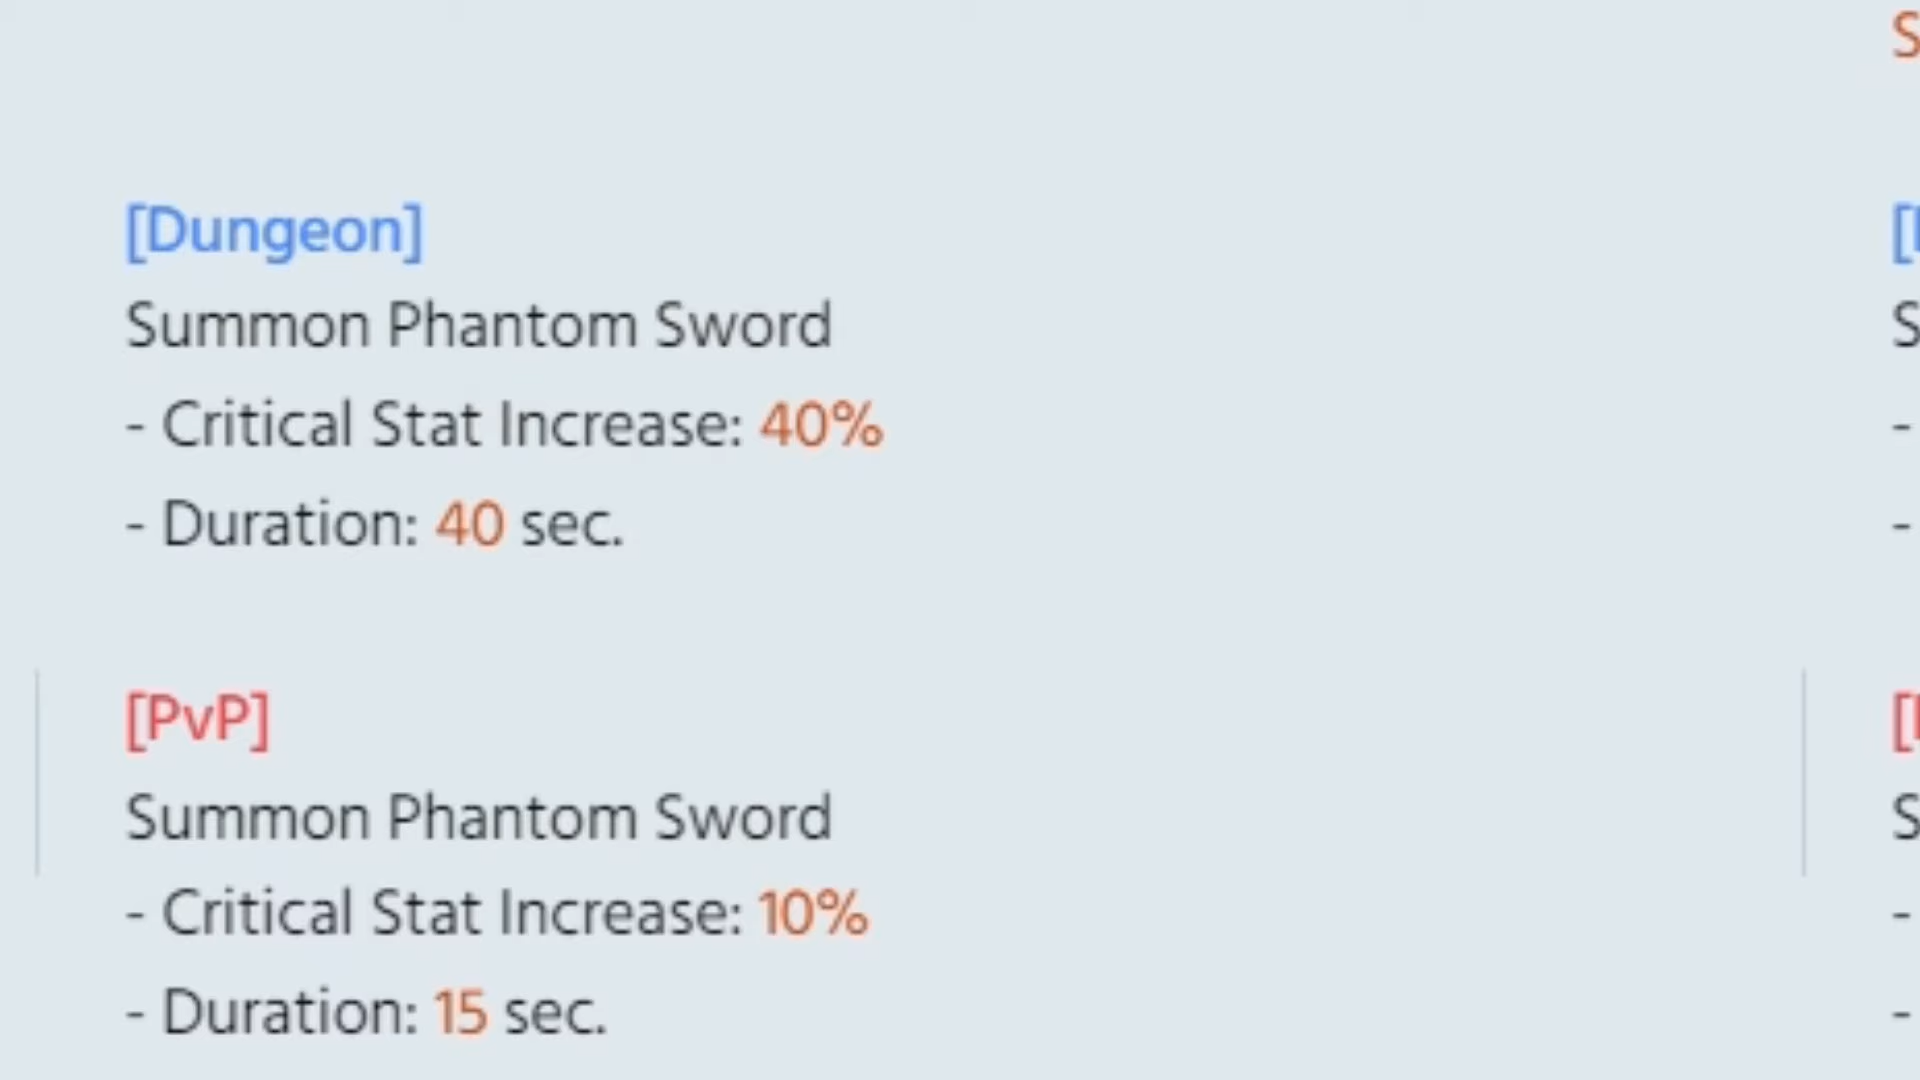 [Dungeon]
Summon Phantom Sword
- Critical Stat Increase: 40%
- Duration: 40 sec.
[PvP]
Summon Phantom Sword
- Critical Stat Increase: 10%
- Duration: 15 sec.